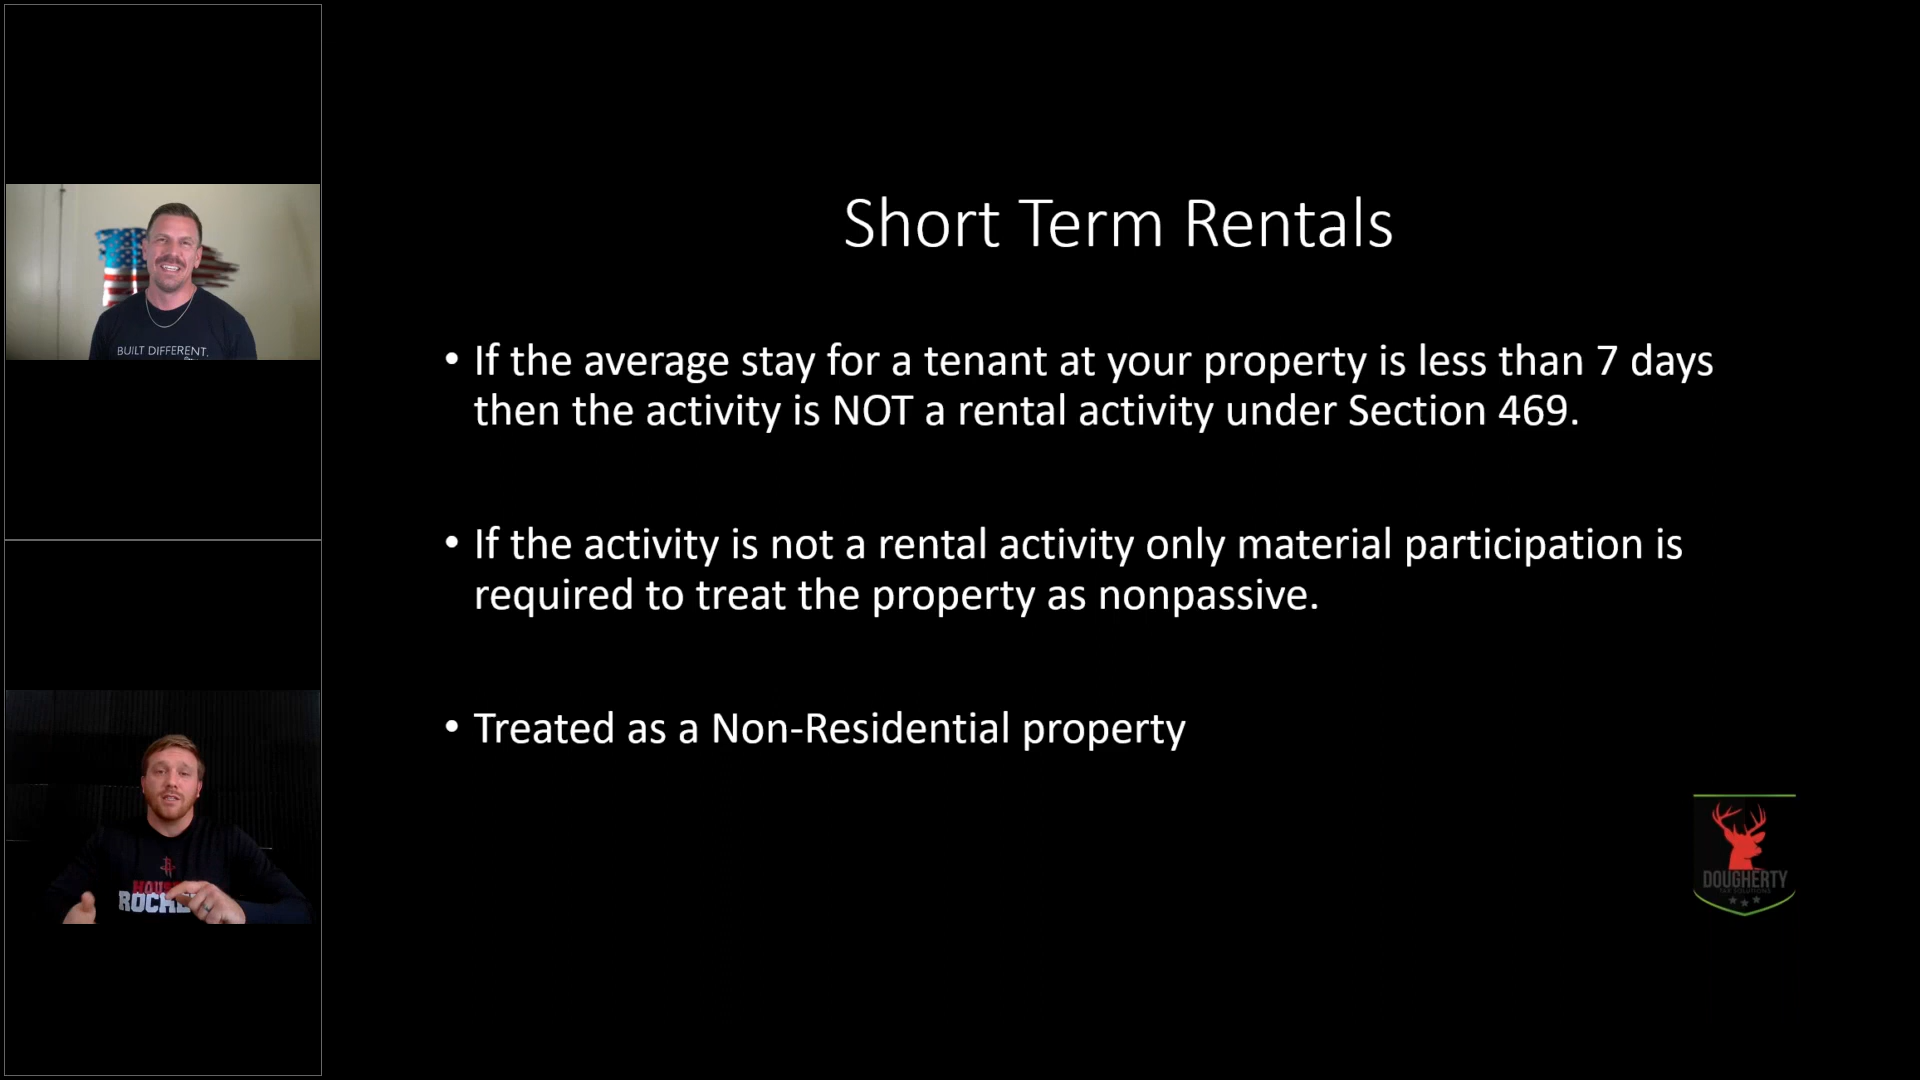 Short Term Rentals
• If the average stay for a tenant at your property is less than 7 days
then the activity is NOT a rental activity under Section 469.
• If the activity is not a rental activity only material participation is
required to treat the property as nonpassive.
• Treated as a Non-Residential property
BUILT DIFFERENT.
DOUGHERTY
TAX SOLUTIONS